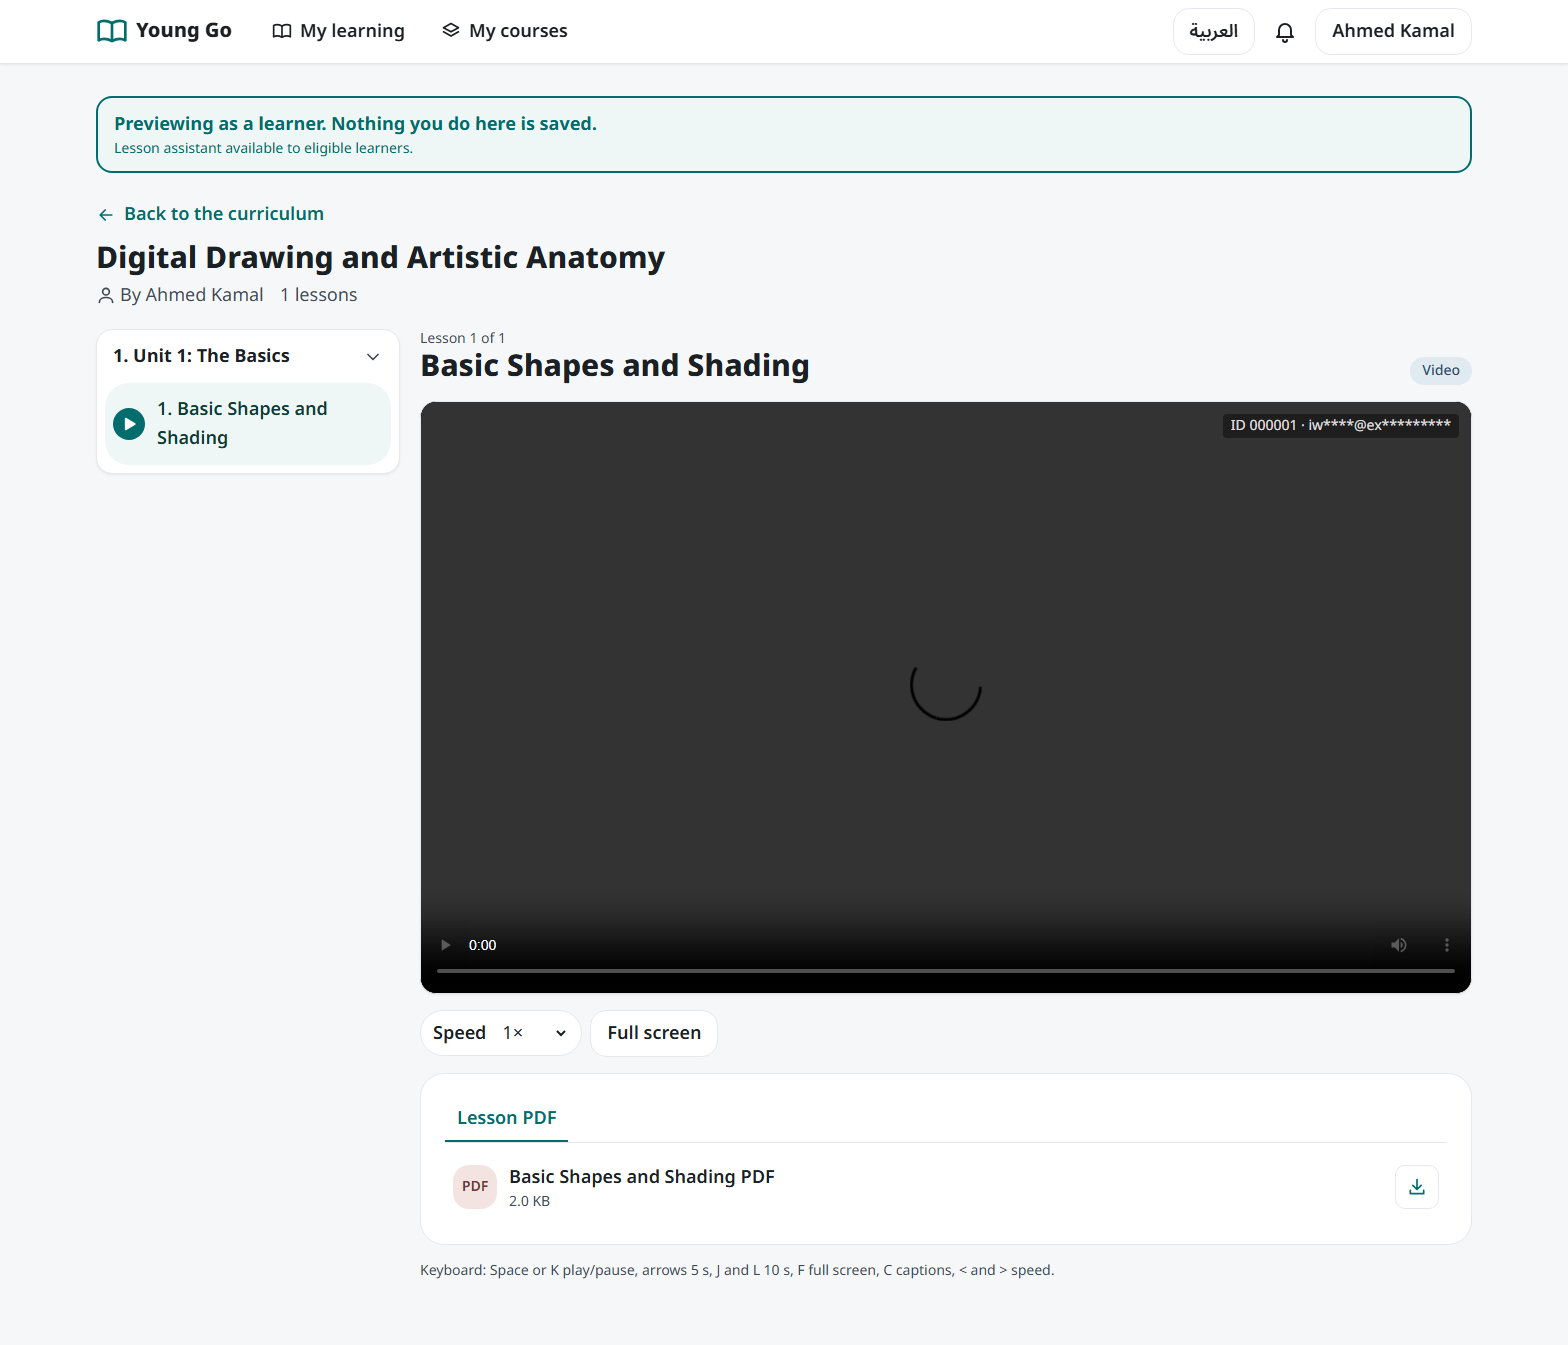 Young Go
My learning
My courses
العربية
Ahmed Kamal
Previewing as a learner. Nothing you do here is saved.
Lesson assistant available to eligible learners.
Back to the curriculum
Digital Drawing and Artistic Anatomy
By Ahmed Kamal 1 lessons
1. Unit 1: The Basics
1. Basic Shapes and
Shading
Lesson 1 of 1
Basic Shapes and Shading
Video
ID 000001 · iw****@ex*********
0:00
Speed 1×
Full screen
Lesson PDF
PDF
Basic Shapes and Shading PDF
2.0 KB
Keyboard: Space or K play/pause, arrows 5 s, J and L 10 s, F full screen, C captions, < and > speed.